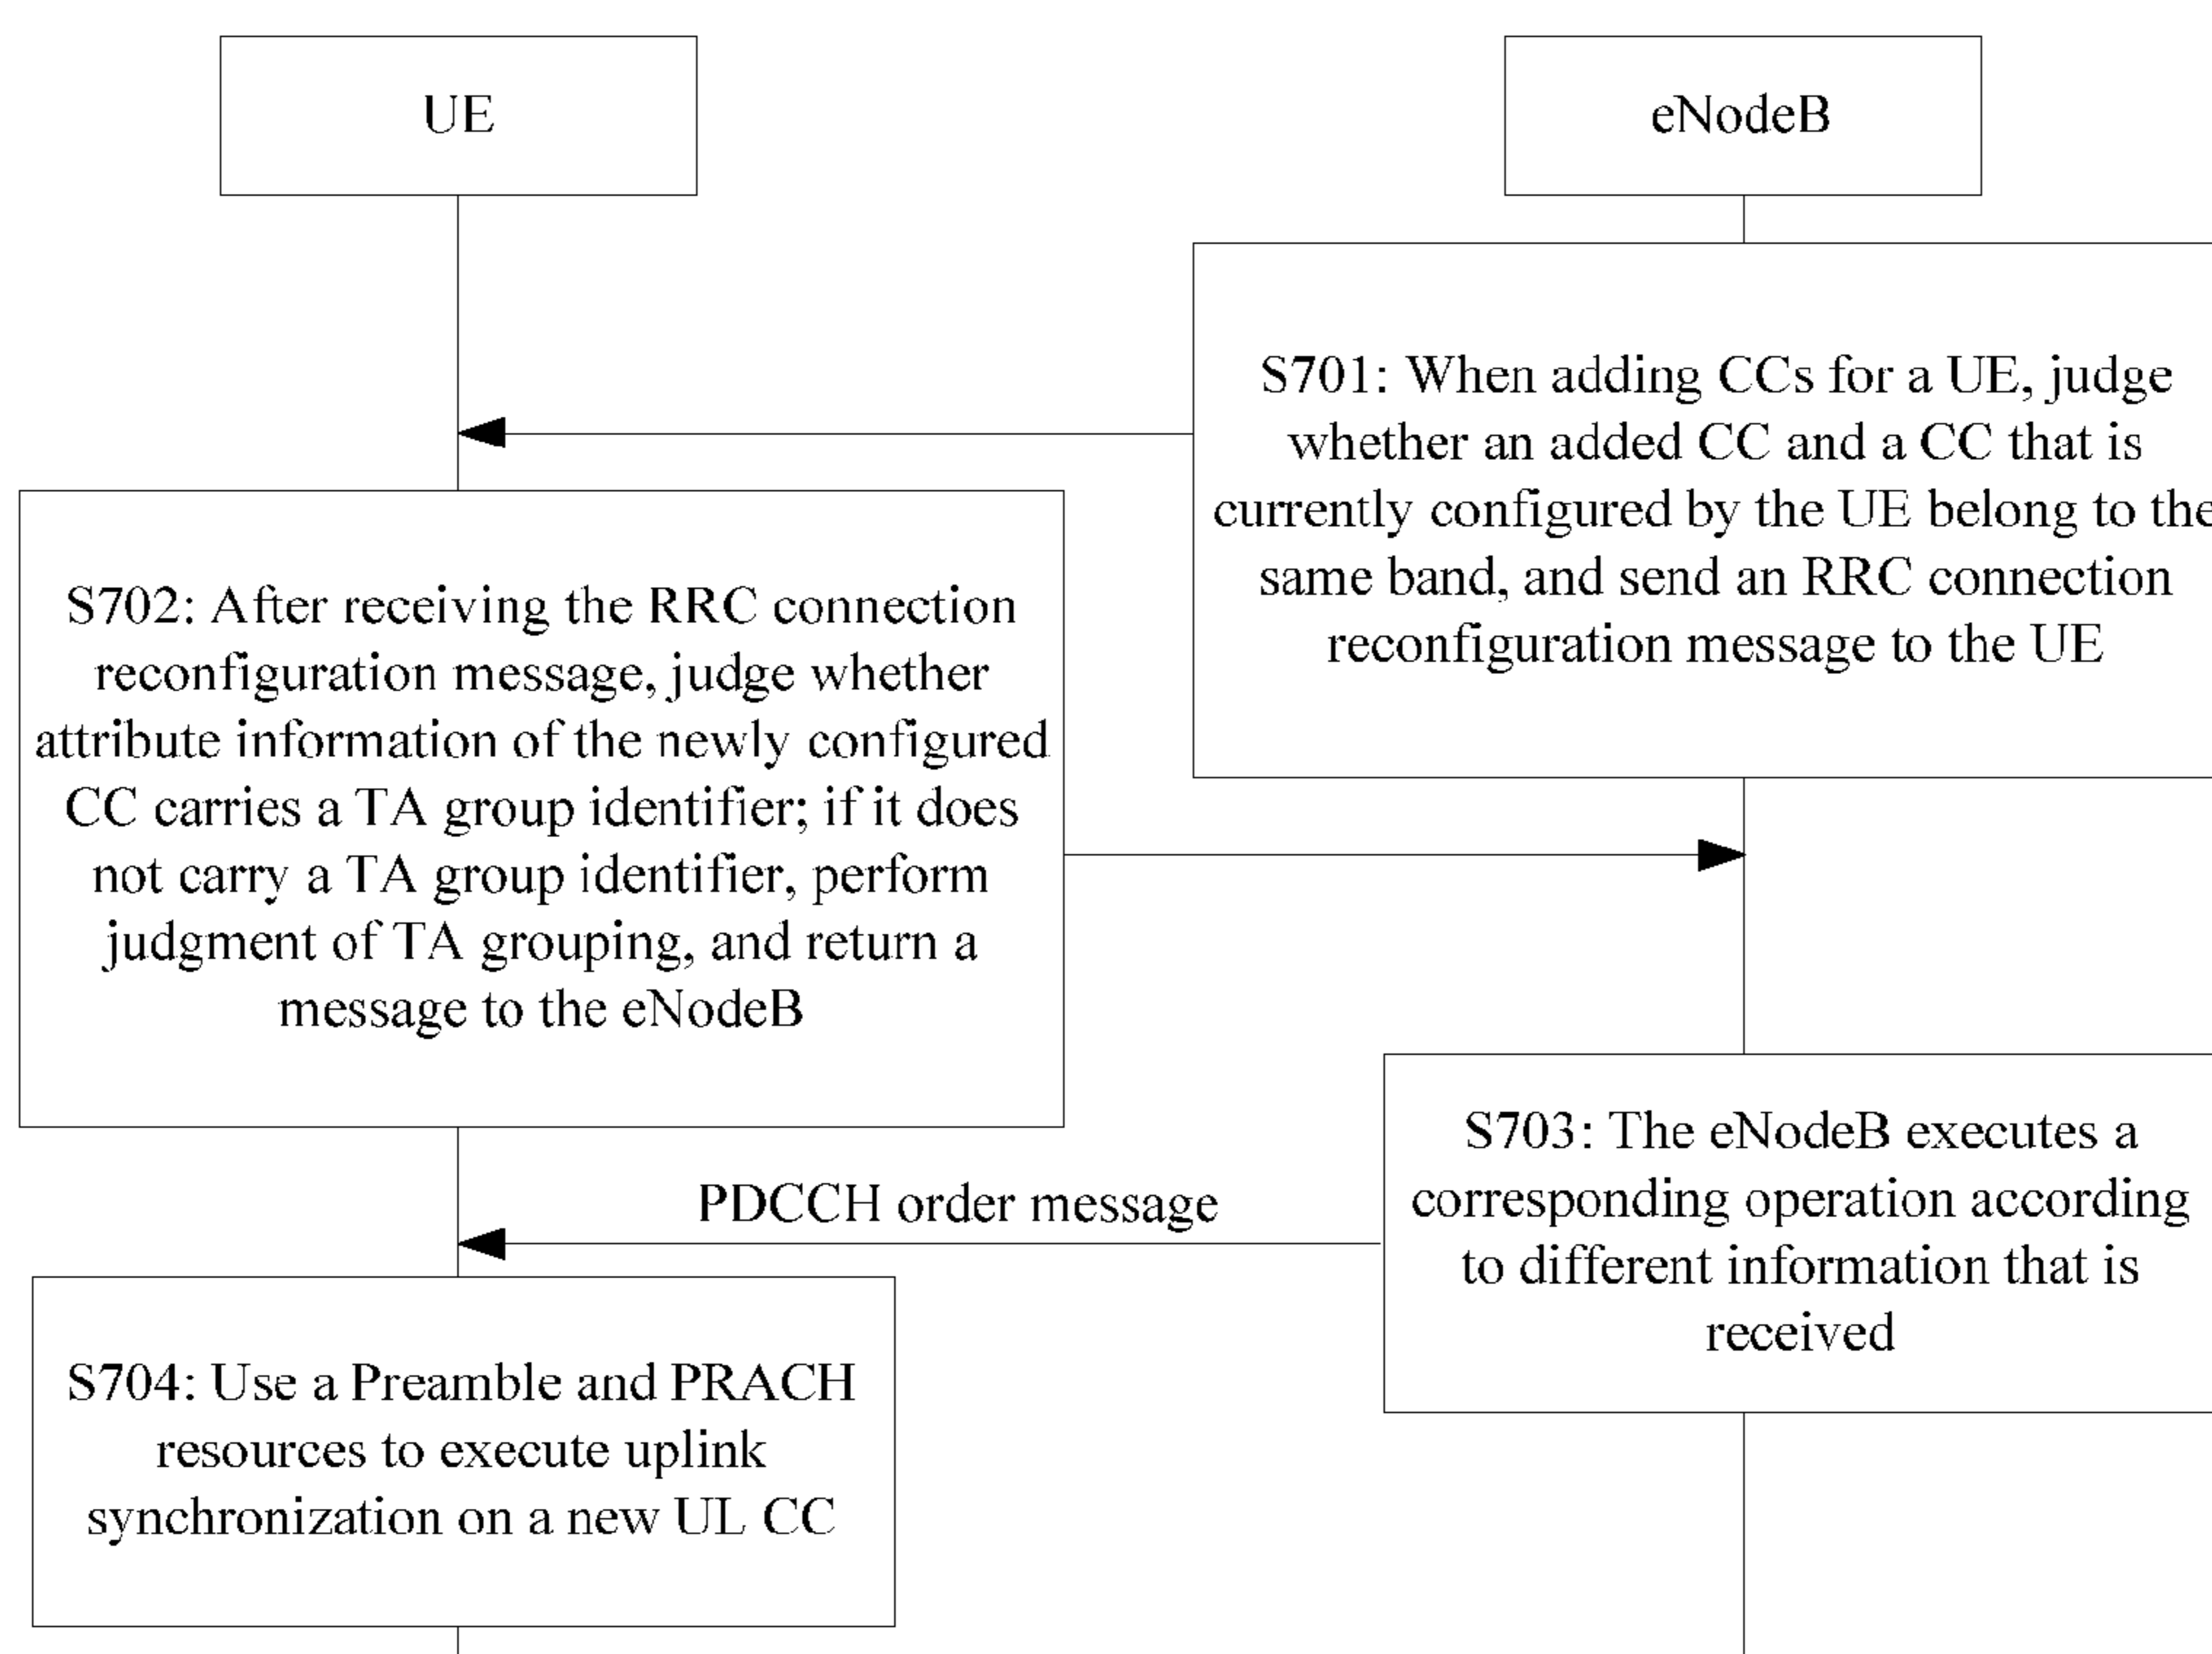 UE
eNodeB
S701: When adding CCs for a UE, judge
whether an added CC and a CC that is
currently configured by the UE belong to the
same band, and send an RRC connection
reconfiguration message to the UE
S702: After receiving the RRC connection
reconfiguration message, judge whether
attribute information of the newly configured
CC carries a TA group identifier; if it does
not carry a TA group identifier, perform
judgment of TA grouping, and return a
message to the eNodeB
S703: The eNodeB executes a
corresponding operation according
to different information that is
received
PDCCH order message
S704: Use a Preamble and PRACH
resources to execute uplink
synchronization on a new UL CC